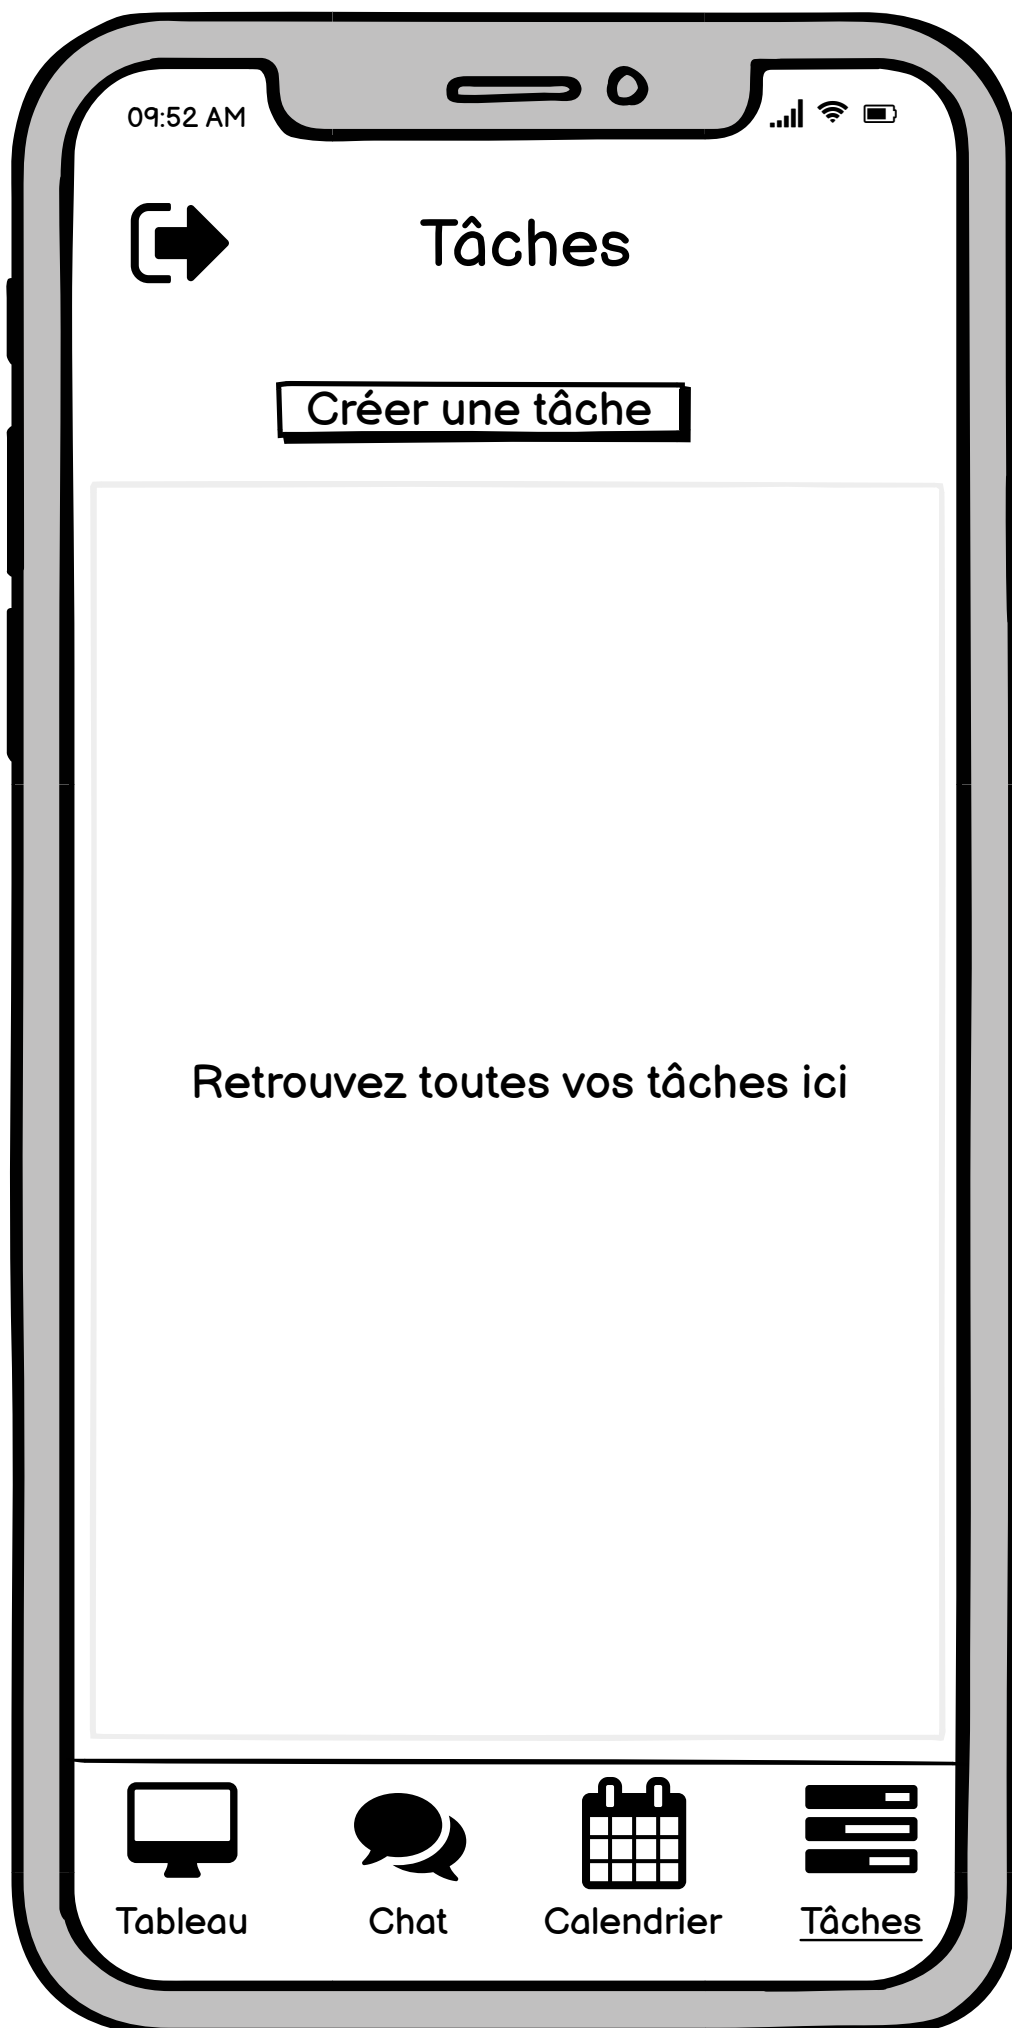 09:52 AM
Tâches
Créer une tâche
Retrouvez toutes vos tâches ici
Tableau
Chat
Calendrier
Tâches